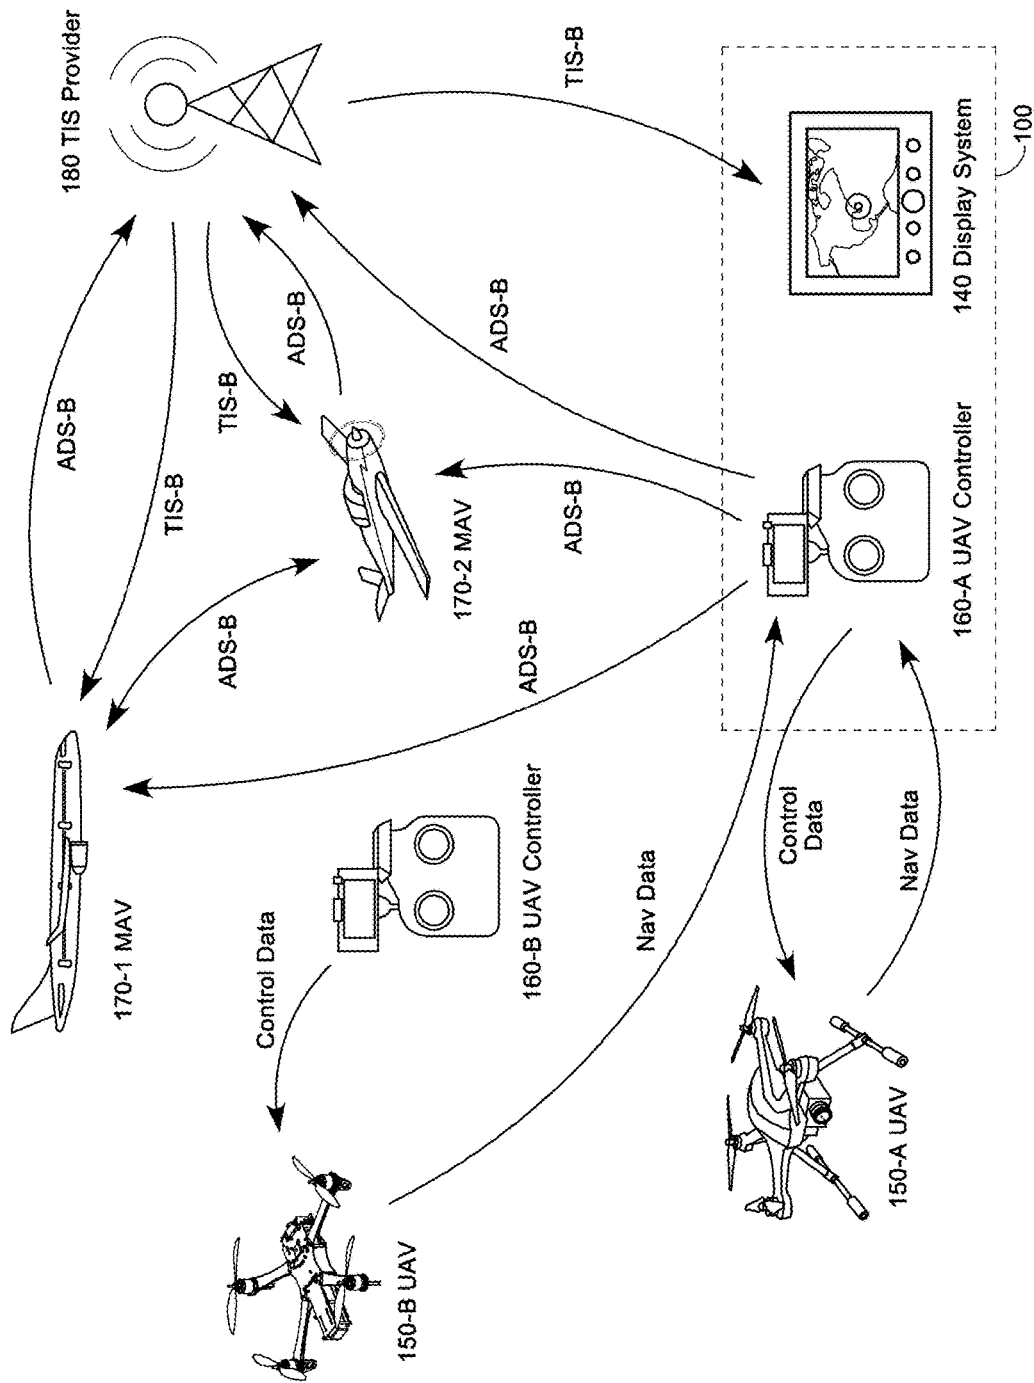 170-1 MAV
ADS-B
TIS-B
180 TIS Provider
ADS-B
TIS-B
ADS-B
170-2 MAV
Control Data
150-B UAV
160-B UAV Controller
ADS-B
ADS-B
ADS-B
TIS-B
Nav Data
Control
Data
Nav Data
150-A UAV
160-A UAV Controller
140 Display System
100